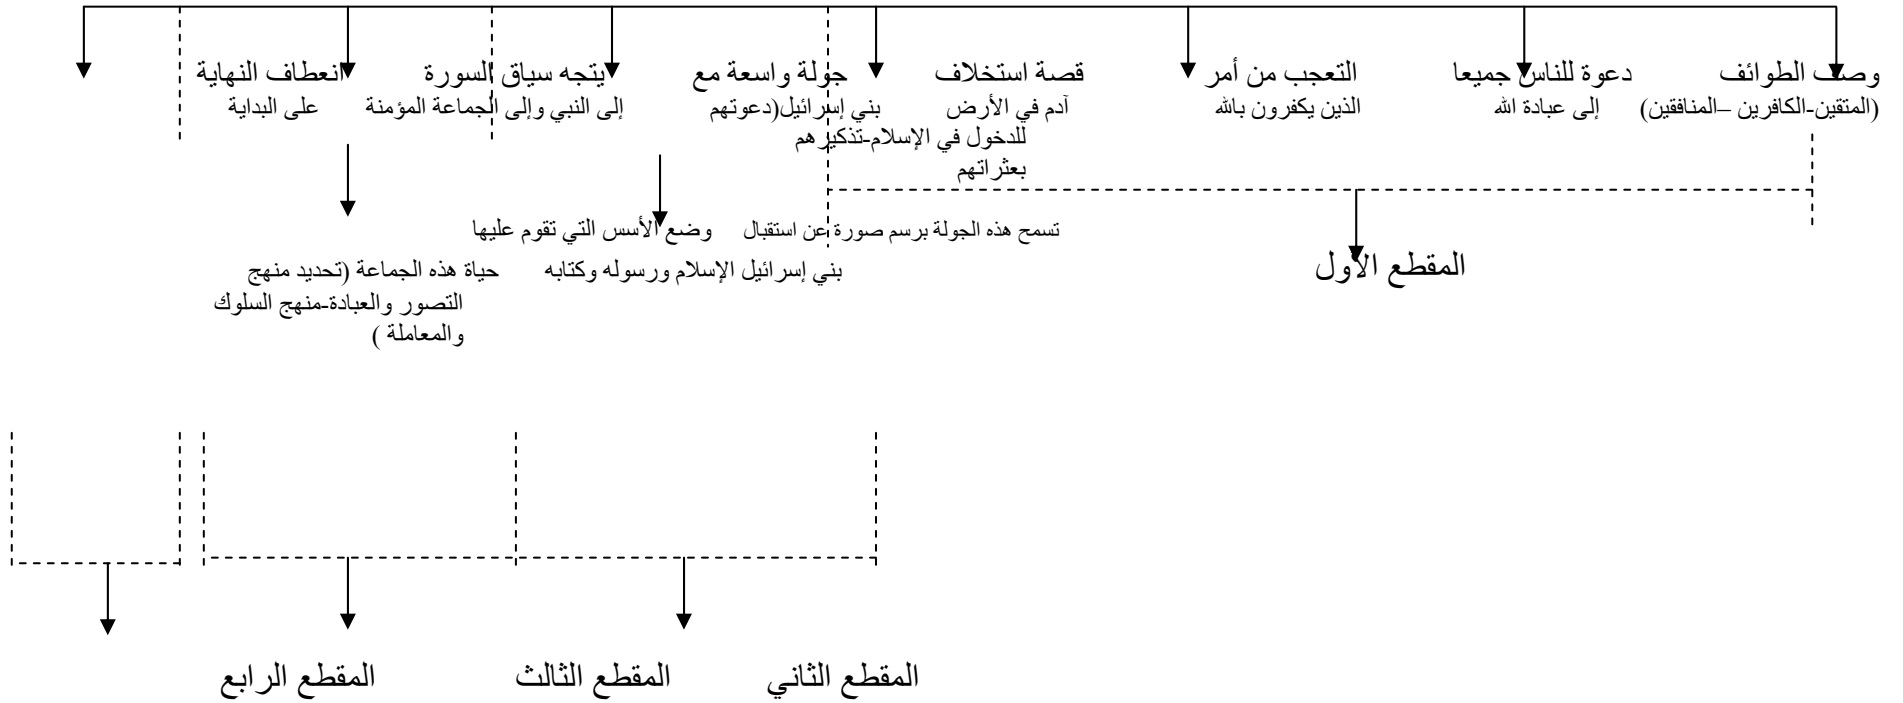 وصف الطوائف دعوة للناس جميعا التعجب من أمر قصة استخلاف جولة واسعة مع يتجه سياق السورة انعطاف النهاية
(المتقين-الكافرين –المنافقين) إلى عبادة الله الذين يكفرون بالله آدم في الأرض بني إسرائيل(دعوتهم إلى النبي وإلى الجماعة المؤمنة على البداية
للدخول في الإسلام-تذكيرهم
بعثراتهم
تسمح هذه الجولة برسم صورة عن استقبال وضع الأسس التي تقوم عليها
المقطع الأول
بني إسرائيل الإسلام ورسوله وكتابه حياة هذه الجماعة (تحديد منهج
التصور والعبادة-منهج السلوك
والمعاملة )
المقطع الثاني المقطع الثالث المقطع الرابع